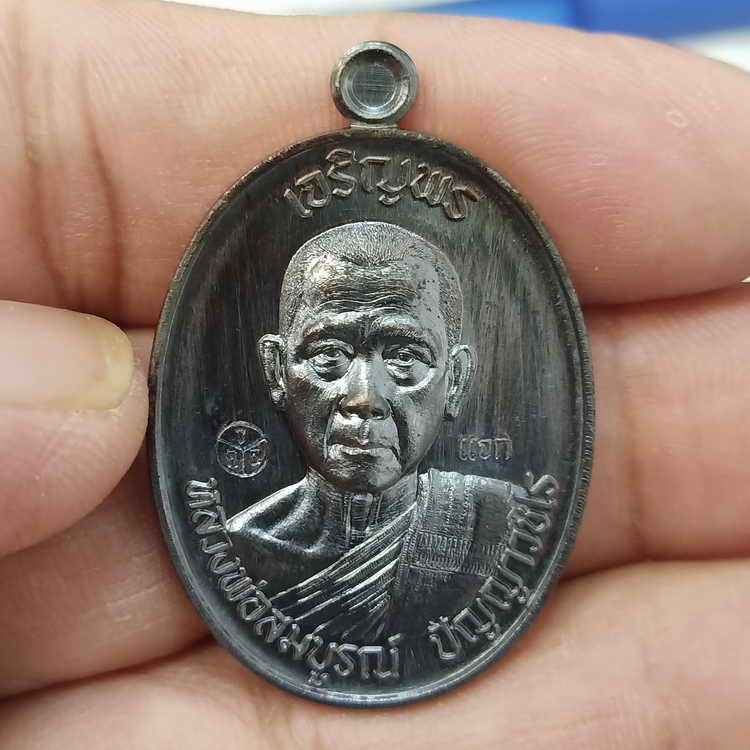 เจริญพร
แจก
หลวงพ่อสมบูรณ์ ปัญญาวชิโร